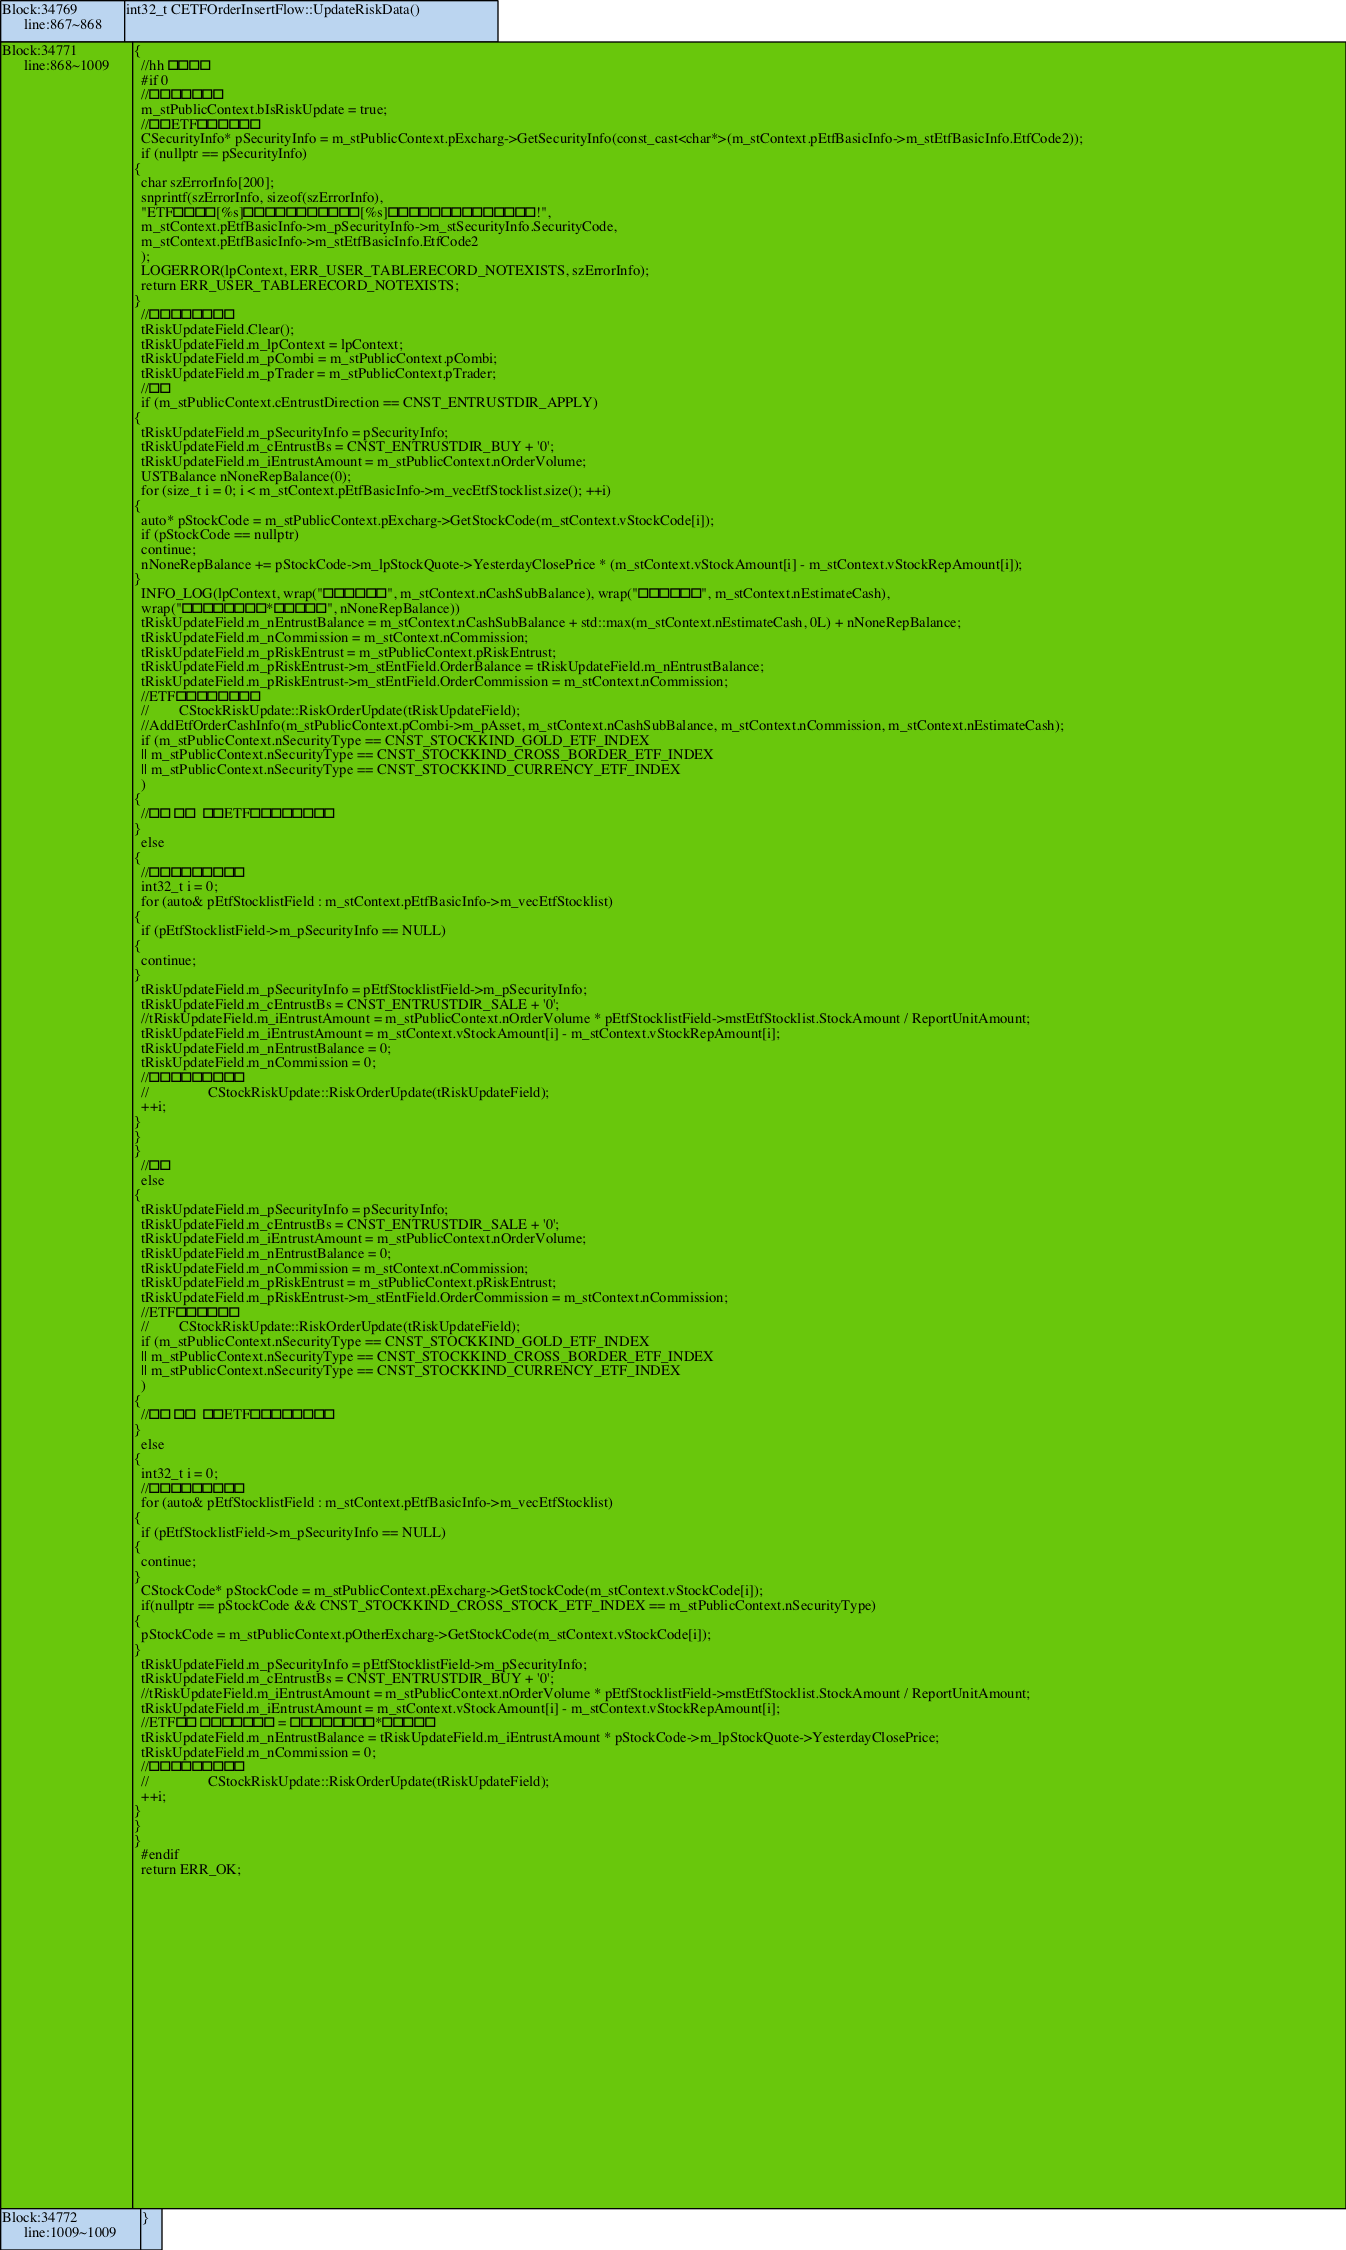 Block:34769
line:867~868
int32_t CETFOrderInsertFlow::UpdateRiskData()
Block:34771
line:868~1009
{
//hh
#if 0
//
m_stPublicContext.bIsRiskUpdate = true;
//ETF
CSecurityInfo* pSecurityInfo = m_stPublicContext.pExcharg->GetSecurityInfo(const_cast<char*>(m_stContext.pEtfBasicInfo->m_stEtfBasicInfo.EtfCode2));
if (nullptr == pSecurityInfo)
{
char szErrorInfo[200];
snprintf(szErrorInfo, sizeof(szErrorInfo),
"ETF[%s][%s]!",
m_stContext.pEtfBasicInfo->m_pSecurityInfo->m_stSecurityInfo.SecurityCode,
m_stContext.pEtfBasicInfo->m_stEtfBasicInfo.EtfCode2
);
LOGERROR(lpContext, ERR_USER_TABLERECORD_NOTEXISTS, szErrorInfo);
return ERR_USER_TABLERECORD_NOTEXISTS;
}
//
tRiskUpdateField.Clear();
tRiskUpdateField.m_lpContext = lpContext;
tRiskUpdateField.m_pCombi = m_stPublicContext.pCombi;
tRiskUpdateField.m_pTrader = m_stPublicContext.pTrader;
//
if (m_stPublicContext.cEntrustDirection == CNST_ENTRUSTDIR_APPLY)
{
tRiskUpdateField.m_pSecurityInfo = pSecurityInfo;
tRiskUpdateField.m_cEntrustBs = CNST_ENTRUSTDIR_BUY + '0';
tRiskUpdateField.m_iEntrustAmount = m_stPublicContext.nOrderVolume;
USTBalance nNoneRepBalance(0);
for (size_t i = 0; i < m_stContext.pEtfBasicInfo->m_vecEtfStocklist.size(); ++i)
{
auto* pStockCode = m_stPublicContext.pExcharg->GetStockCode(m_stContext.vStockCode[i]);
if (pStockCode == nullptr)
continue;
nNoneRepBalance += pStockCode->m_lpStockQuote->YesterdayClosePrice * (m_stContext.vStockAmount[i] - m_stContext.vStockRepAmount[i]);
}
INFO_LOG(lpContext, wrap("", m_stContext.nCashSubBalance), wrap("", m_stContext.nEstimateCash),
wrap("*", nNoneRepBalance))
tRiskUpdateField.m_nEntrustBalance = m_stContext.nCashSubBalance + std::max(m_stContext.nEstimateCash, 0L) + nNoneRepBalance;
tRiskUpdateField.m_nCommission = m_stContext.nCommission;
tRiskUpdateField.m_pRiskEntrust = m_stPublicContext.pRiskEntrust;
tRiskUpdateField.m_pRiskEntrust->m_stEntField.OrderBalance = tRiskUpdateField.m_nEntrustBalance;
tRiskUpdateField.m_pRiskEntrust->m_stEntField.OrderCommission = m_stContext.nCommission;
//ETF
// CStockRiskUpdate::RiskOrderUpdate(tRiskUpdateField);
//AddEtfOrderCashInfo(m_stPublicContext.pCombi->m_pAsset, m_stContext.nCashSubBalance, m_stContext.nCommission, m_stContext.nEstimateCash);
if (m_stPublicContext.nSecurityType == CNST_STOCKKIND_GOLD_ETF_INDEX
|| m_stPublicContext.nSecurityType == CNST_STOCKKIND_CROSS_BORDER_ETF_INDEX
|| m_stPublicContext.nSecurityType == CNST_STOCKKIND_CURRENCY_ETF_INDEX
)
{
// ETF
}
else
{
//
int32_t i = 0;
for (auto& pEtfStocklistField : m_stContext.pEtfBasicInfo->m_vecEtfStocklist)
{
if (pEtfStocklistField->m_pSecurityInfo == NULL)
{
continue;
}
tRiskUpdateField.m_pSecurityInfo = pEtfStocklistField->m_pSecurityInfo;
tRiskUpdateField.m_cEntrustBs = CNST_ENTRUSTDIR_SALE + '0';
//tRiskUpdateField.m_iEntrustAmount = m_stPublicContext.nOrderVolume * pEtfStocklistField->mstEtfStocklist.StockAmount / ReportUnitAmount;
tRiskUpdateField.m_iEntrustAmount = m_stContext.vStockAmount[i] - m_stContext.vStockRepAmount[i];
tRiskUpdateField.m_nEntrustBalance = 0;
tRiskUpdateField.m_nCommission = 0;
//
// CStockRiskUpdate::RiskOrderUpdate(tRiskUpdateField);
++i;
}
}
}
//
else
{
tRiskUpdateField.m_pSecurityInfo = pSecurityInfo;
tRiskUpdateField.m_cEntrustBs = CNST_ENTRUSTDIR_SALE + '0';
tRiskUpdateField.m_iEntrustAmount = m_stPublicContext.nOrderVolume;
tRiskUpdateField.m_nEntrustBalance = 0;
tRiskUpdateField.m_nCommission = m_stContext.nCommission;
tRiskUpdateField.m_pRiskEntrust = m_stPublicContext.pRiskEntrust;
tRiskUpdateField.m_pRiskEntrust->m_stEntField.OrderCommission = m_stContext.nCommission;
//ETF
// CStockRiskUpdate::RiskOrderUpdate(tRiskUpdateField);
if (m_stPublicContext.nSecurityType == CNST_STOCKKIND_GOLD_ETF_INDEX
|| m_stPublicContext.nSecurityType == CNST_STOCKKIND_CROSS_BORDER_ETF_INDEX
|| m_stPublicContext.nSecurityType == CNST_STOCKKIND_CURRENCY_ETF_INDEX
)
{
// ETF
}
else
{
int32_t i = 0;
//
for (auto& pEtfStocklistField : m_stContext.pEtfBasicInfo->m_vecEtfStocklist)
{
if (pEtfStocklistField->m_pSecurityInfo == NULL)
{
continue;
}
CStockCode* pStockCode = m_stPublicContext.pExcharg->GetStockCode(m_stContext.vStockCode[i]);
if(nullptr == pStockCode && CNST_STOCKKIND_CROSS_STOCK_ETF_INDEX == m_stPublicContext.nSecurityType)
{
pStockCode = m_stPublicContext.pOtherExcharg->GetStockCode(m_stContext.vStockCode[i]);
}
tRiskUpdateField.m_pSecurityInfo = pEtfStocklistField->m_pSecurityInfo;
tRiskUpdateField.m_cEntrustBs = CNST_ENTRUSTDIR_BUY + '0';
//tRiskUpdateField.m_iEntrustAmount = m_stPublicContext.nOrderVolume * pEtfStocklistField->mstEtfStocklist.StockAmount / ReportUnitAmount;
tRiskUpdateField.m_iEntrustAmount = m_stContext.vStockAmount[i] - m_stContext.vStockRepAmount[i];
//ETF = *
tRiskUpdateField.m_nEntrustBalance = tRiskUpdateField.m_iEntrustAmount * pStockCode->m_lpStockQuote->YesterdayClosePrice;
tRiskUpdateField.m_nCommission = 0;
//
// CStockRiskUpdate::RiskOrderUpdate(tRiskUpdateField);
++i;
}
}
}
#endif
return ERR_OK;
Block:34772
line:1009~1009
}